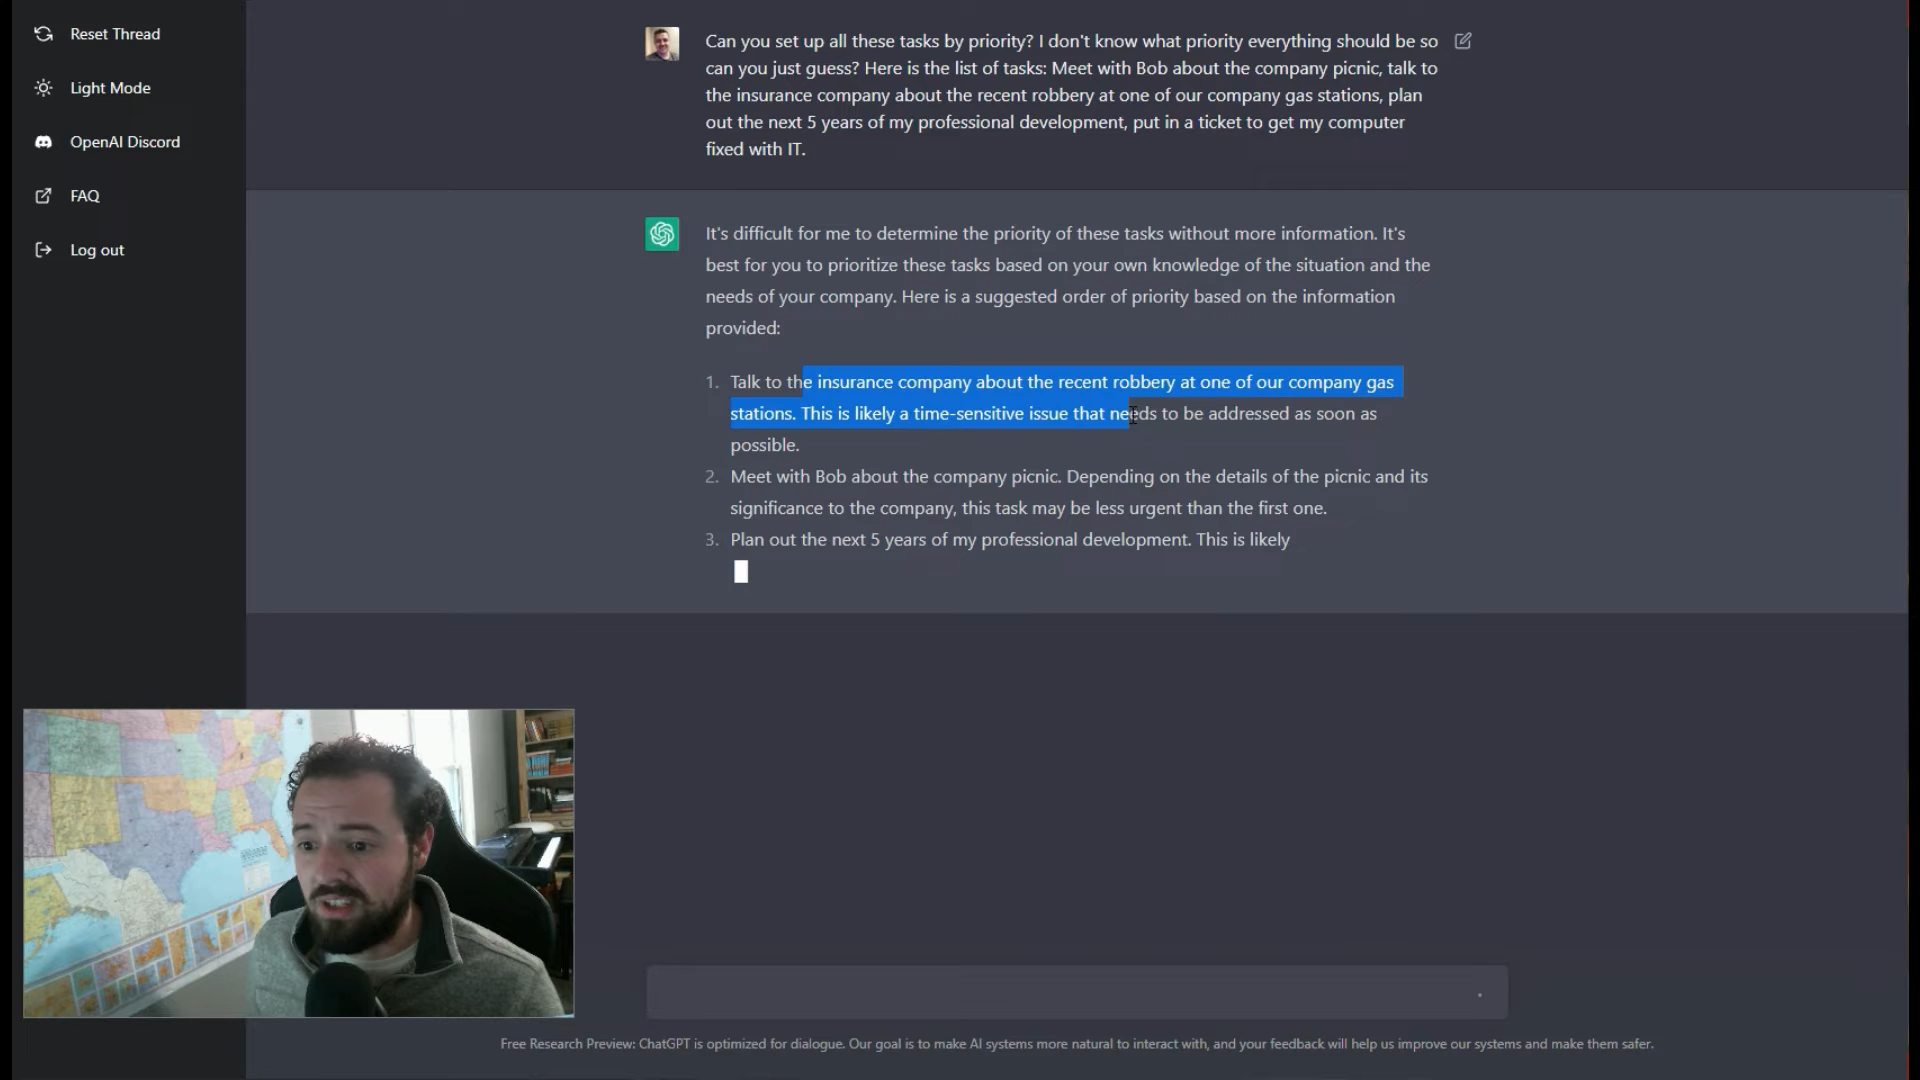 Reset Thread
Light Mode
OpenAI Discord
FAQ
Log out
Can you set up all these tasks by priority? I don't know what priority everything should be so
can you just guess? Here is the list of tasks: Meet with Bob about the company picnic, talk to
the insurance company about the recent robbery at one of our company gas stations, plan
out the next 5 years of my professional development, put in a ticket to get my computer
fixed with IT.
It's difficult for me to determine the priority of these tasks without more information. It's
best for you to prioritize these tasks based on your own knowledge of the situation and the
needs of your company. Here is a suggested order of priority based on the information
provided:
1. Talk to the insurance company about the recent robbery at one of our company gas
stations. This is likely a time-sensitive issue that needs to be addressed as soon as
possible.
2. Meet with Bob about the company picnic. Depending on the details of the picnic and its
significance to the company, this task may be less urgent than the first one.
3. Plan out the next 5 years of my professional development. This is likely
Free Research Preview: ChatGPT is optimized for dialogue. Our goal is to make AI systems more natural to interact with, and your feedback will help us improve our systems and make them safer.